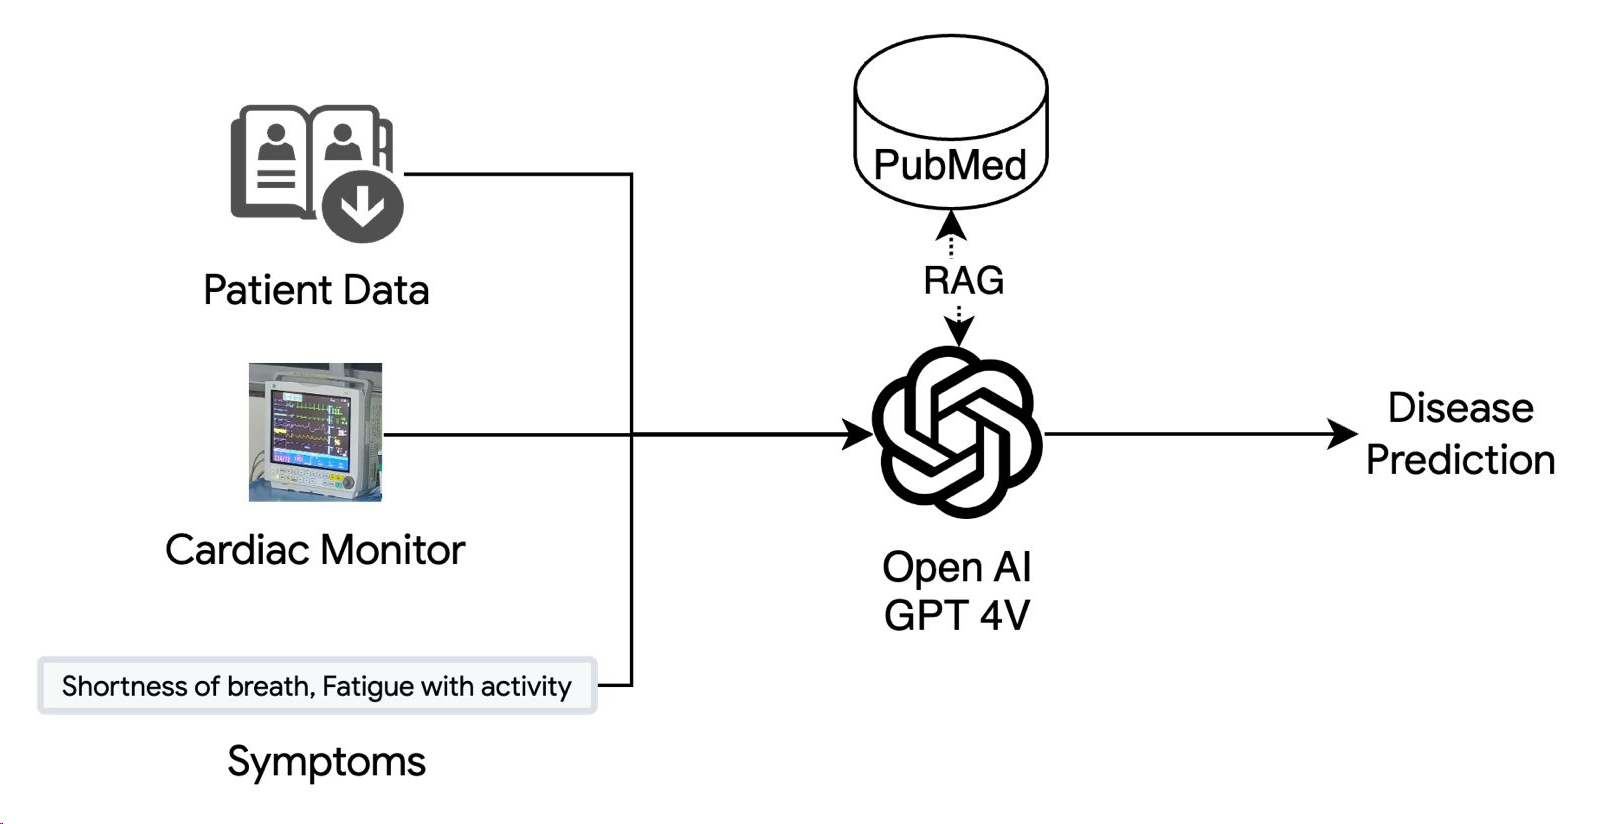 PubMed
RAG
Patient Data
Cardiac Monitor
Shortness of breath, Fatigue with activity
Symptoms
Open AI
GPT 4V
Disease
Prediction